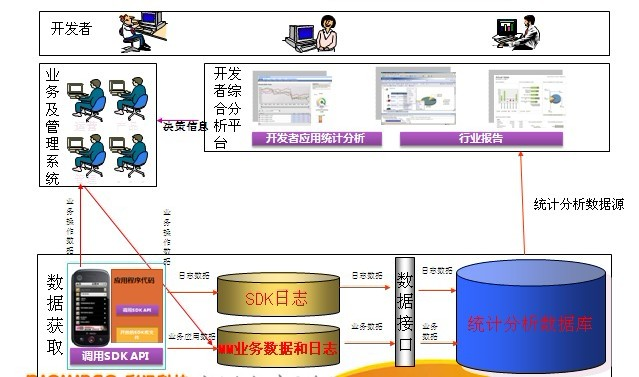 开发者
业务及管理系统
决策信息
开发者综合分析平台
开发者应用统计分析
行业报告
业务操作数据
业务操作数据
统计分析数据源
数据获取
应用程序代码
调用SDK API
调用SDK API
日志数据
业务应用数据
SDK日志
MM业务数据和日志
日志数据
业务数据
数据接口
日志数据
业务数据
统计分析数据库